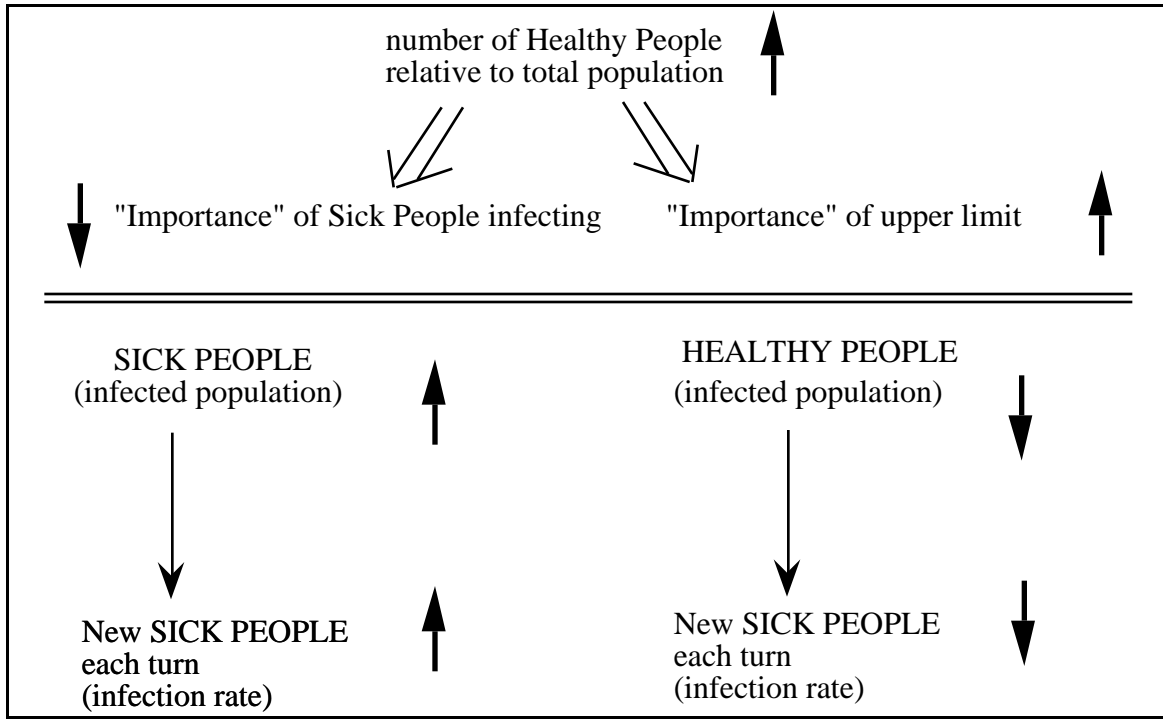 number of Healthy People
relative to total population
"Importance" of Sick People infecting
"Importance" of upper limit
SICK PEOPLE
(infected population)
HEALTHY PEOPLE
(infected population)
New SICK PEOPLE
each turn
(infection rate)
New SICK PEOPLE
each turn
(infection rate)